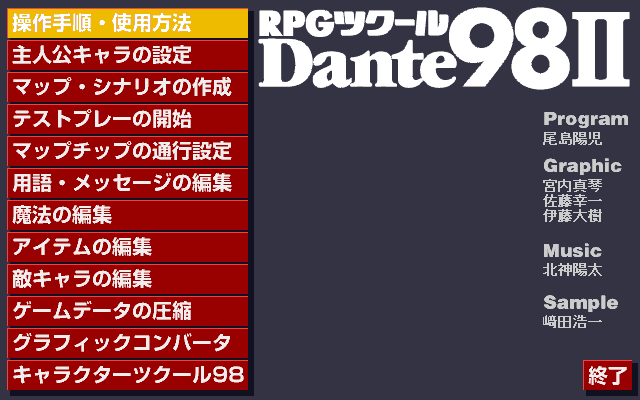 操作手順・使用方法
主人公キャラの設定
マップ・シナリオの作成
テストプレーの開始
マップチップの通行設定
用語・メッセージの編集
魔法の編集
アイテムの編集
敵キャラの編集
ゲームデータの圧縮
グラフィックコンバータ
キャラクターツクール98
RPGツクール
Dante98II
Program
尾島陽児
Graphic
宮内真琴
佐藤幸一
伊藤大樹
Music
北神陽太
Sample
﨑田浩一
終了